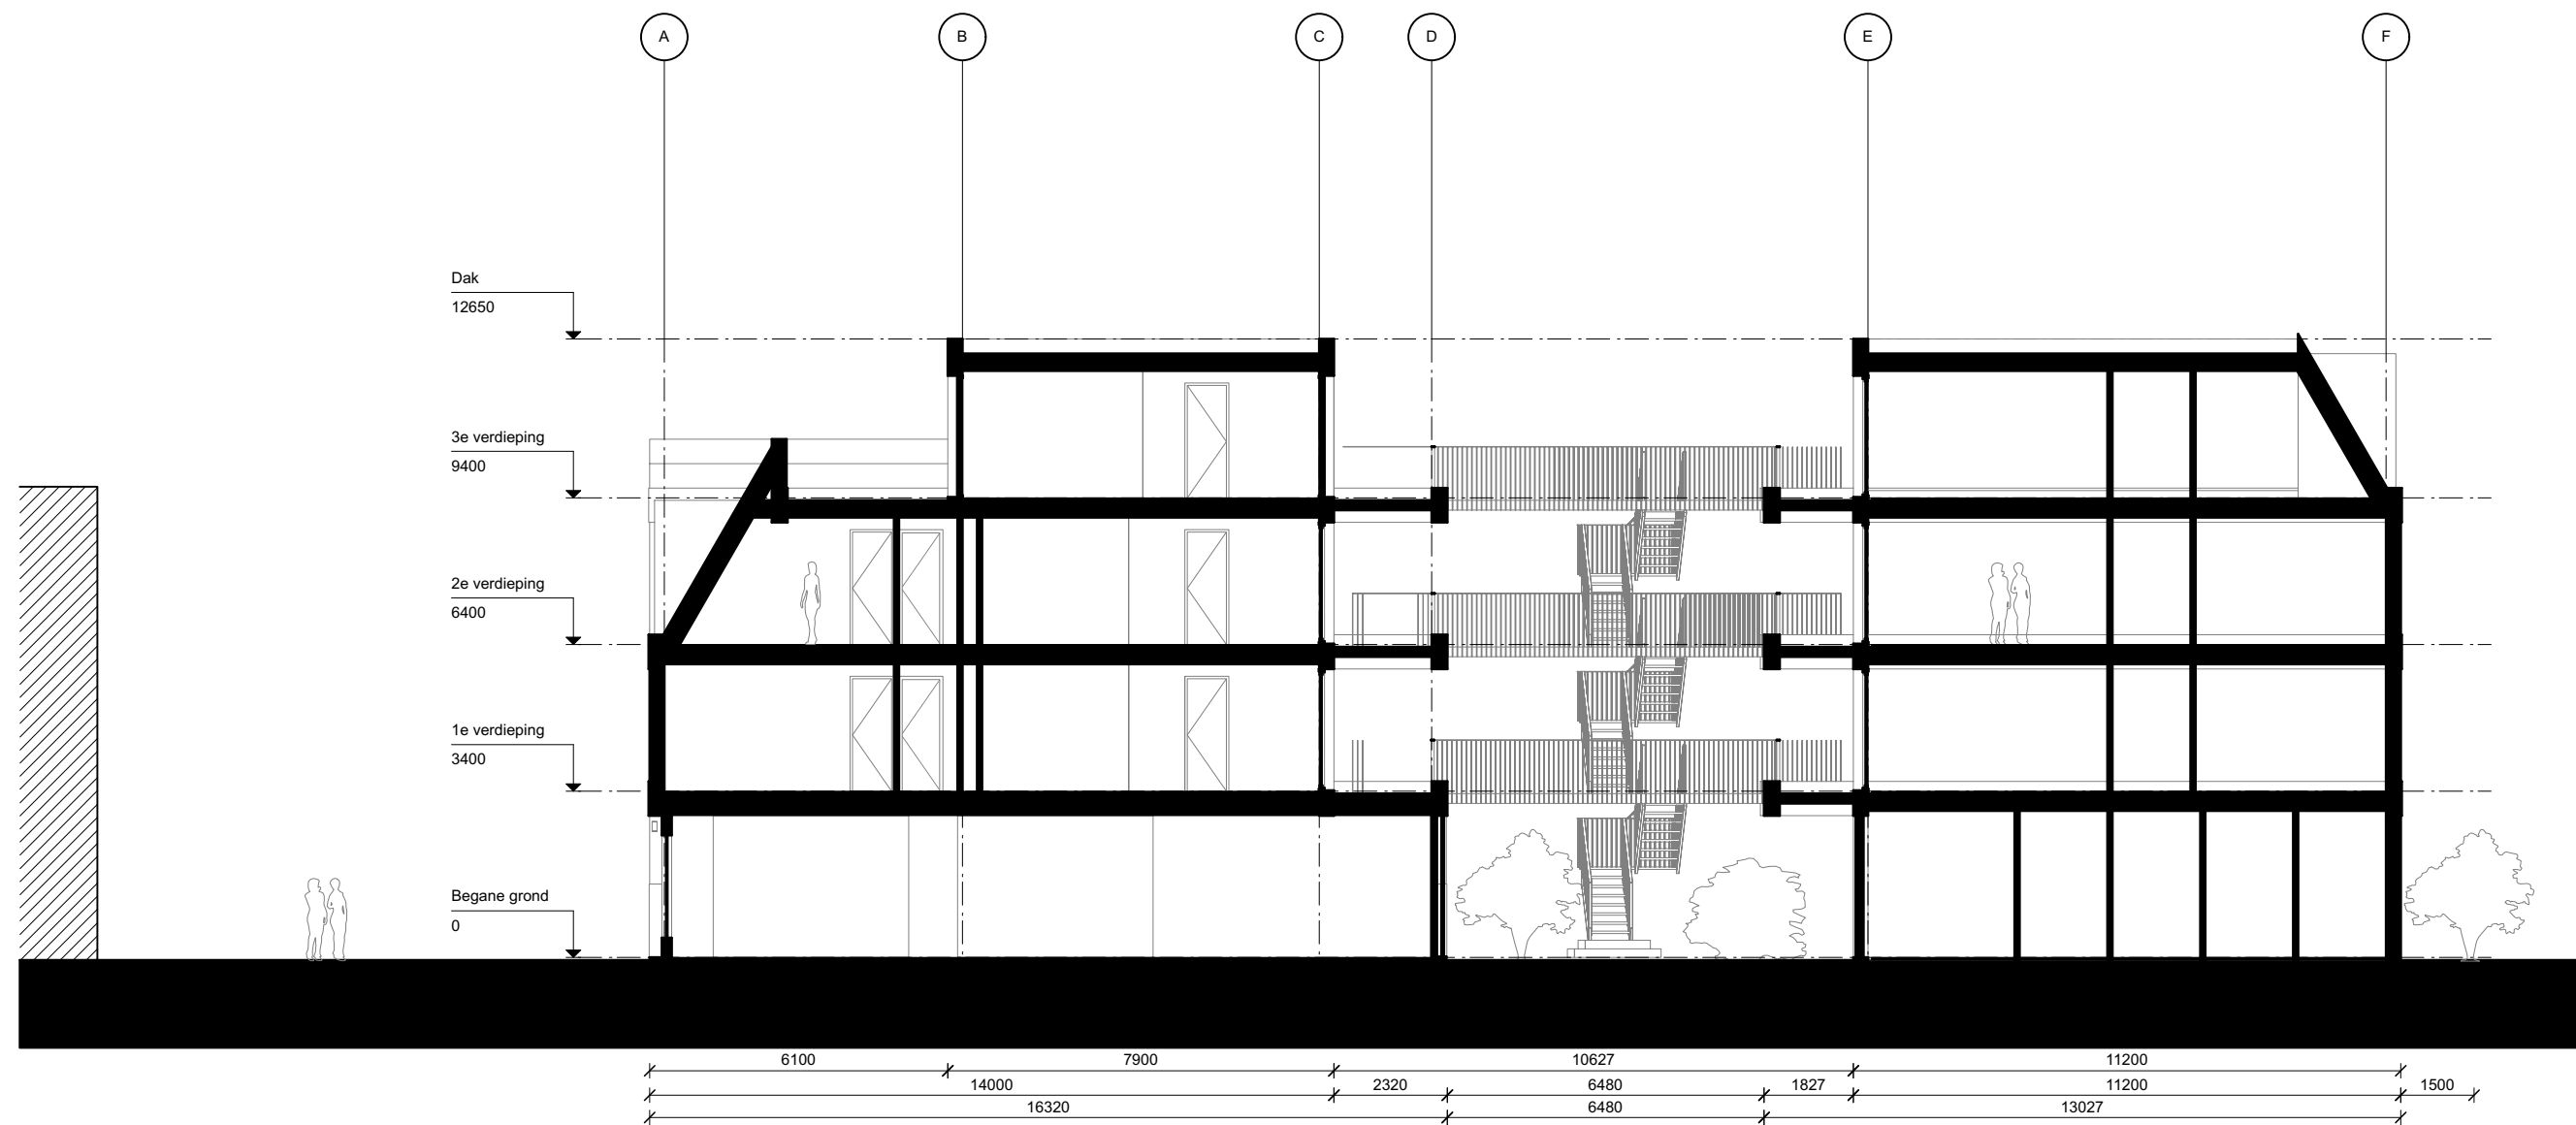 A B C D E F
Dak
12650
3e verdieping
9400
2e verdieping
6400
1e verdieping
3400
Begane grond
0
6100 7900 10627 11200
14000 2320 6480 1827 11200 1500
16320 6480 13027